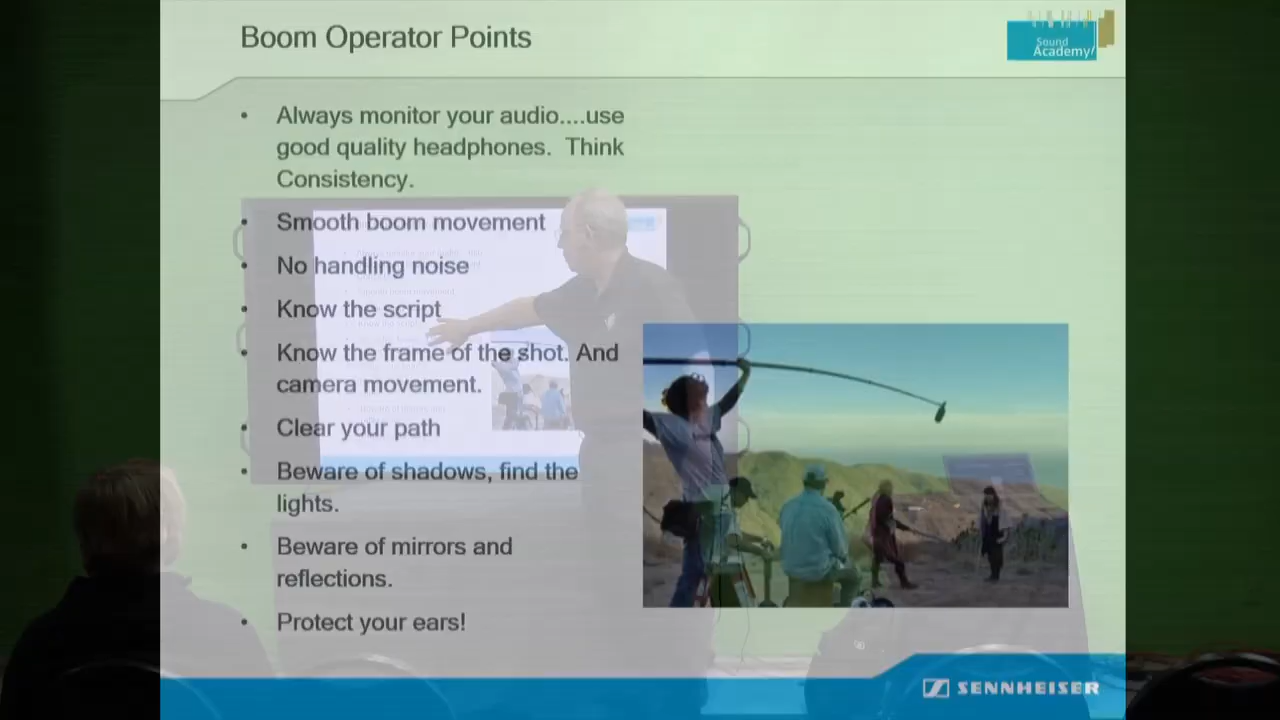 Boom Operator Points
Sound
Academy/
• Always monitor your audio....use
good quality headphones. Think
Consistency.
• Smooth boom movement
• No handling noise
• Know the script
• Know the frame of the shot. And
camera movement.
• Clear your path
• Beware of shadows, find the
lights.
• Beware of mirrors and
reflections.
• Protect your ears!
SENNHEISER